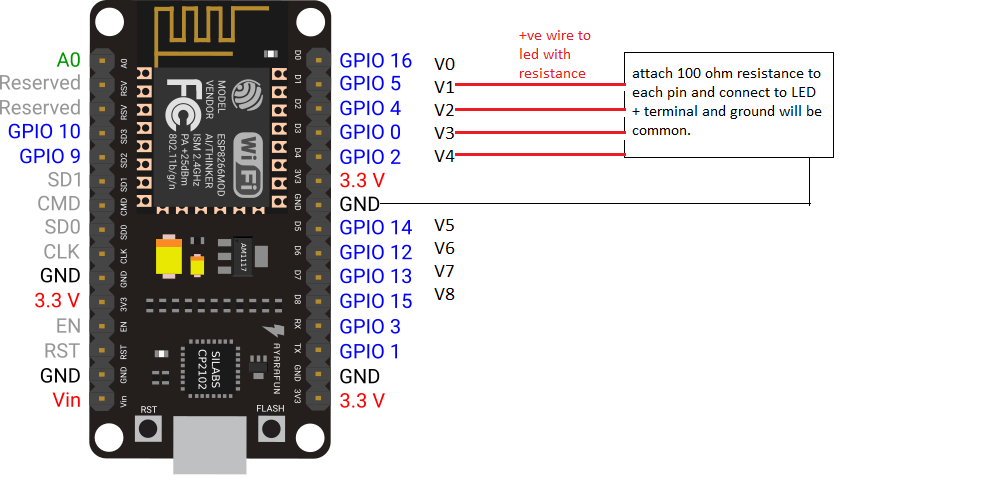 +ve wire to
led with
resistance
A0
Reserved
Reserved
GPIO 10
GPIO 9
SD1
CMD
SD0
CLK
GND
3.3 V
EN
RST
GND
Vin
A0
RSV
RSV
SD3
SD2
SD1
CMD
SD0
CLK
GND
3V3
EN
RST
GND
Vin
FC
MODEL
VENDOR
ESP8266MOD
AI/THINKER
ISM 2.4GHz
PA +25dBm
802.11b/g/n
Wi Fi
AM1117
SILABS
CP2102
AYARAFUN
RST
FLASH
D0
D1
D2
D3
D4
3V3
GND
D5
D6
D7
D8
RX
TX
GND
3V3
GPIO 16
GPIO 5
GPIO 4
GPIO 0
GPIO 2
3.3 V
GND
GPIO 14
GPIO 12
GPIO 13
GPIO 15
GPIO 3
GPIO 1
GND
3.3 V
V0
V1
V2
V3
V4
V5
V6
V7
V8
attach 100 ohm resistance to
each pin and connect to LED
+ terminal and ground will be
common.